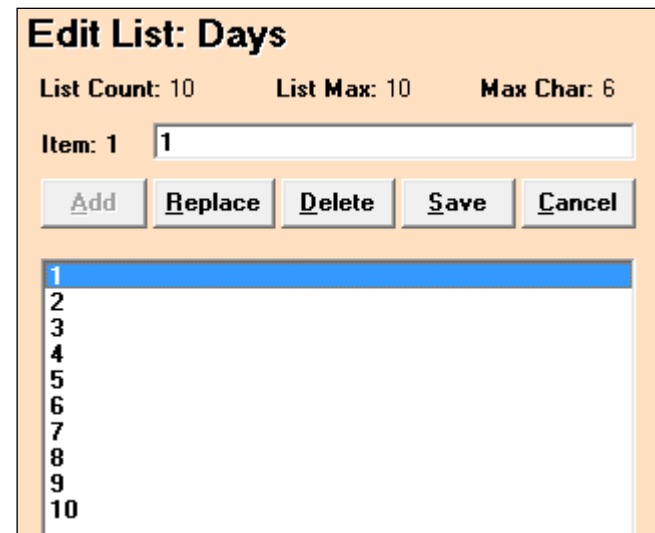 Edit List: Days
List Count: 10 List Max: 10 Max Char: 6
Item: 1 1
Add Replace Delete Save Cancel
1
2
3
4
5
6
7
8
9
10